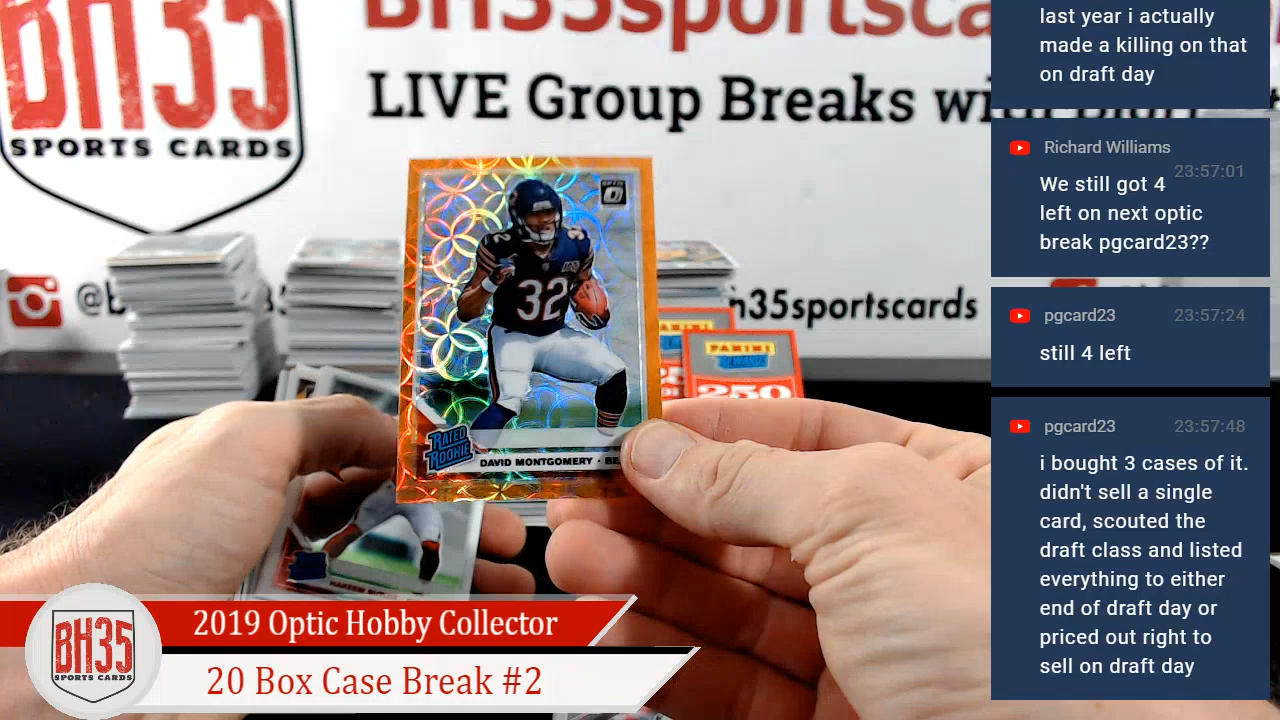 BH35
SPORTS CARDS
BH35sportsca
LIVE Group Breaks wi
last year i actually
made a killing on that
on draft day
Richard Williams
23:57:01
We still got 4
left on next optic
break pgcard23??
pgcard23
23:57:24
still 4 left
pgcard23
23:57:48
i bought 3 cases of it.
didn't sell a single
card, scouted the
draft class and listed
everything to either
end of draft day or
priced out right to
sell on draft day
OPTIC
32
32
RATED
ROOKIE
DAVID MONTGOMERY • BE
h35sportscards
PANINI
REWARDS
250
BH35
SPORTS CARDS
2019 Optic Hobby Collector
20 Box Case Break #2